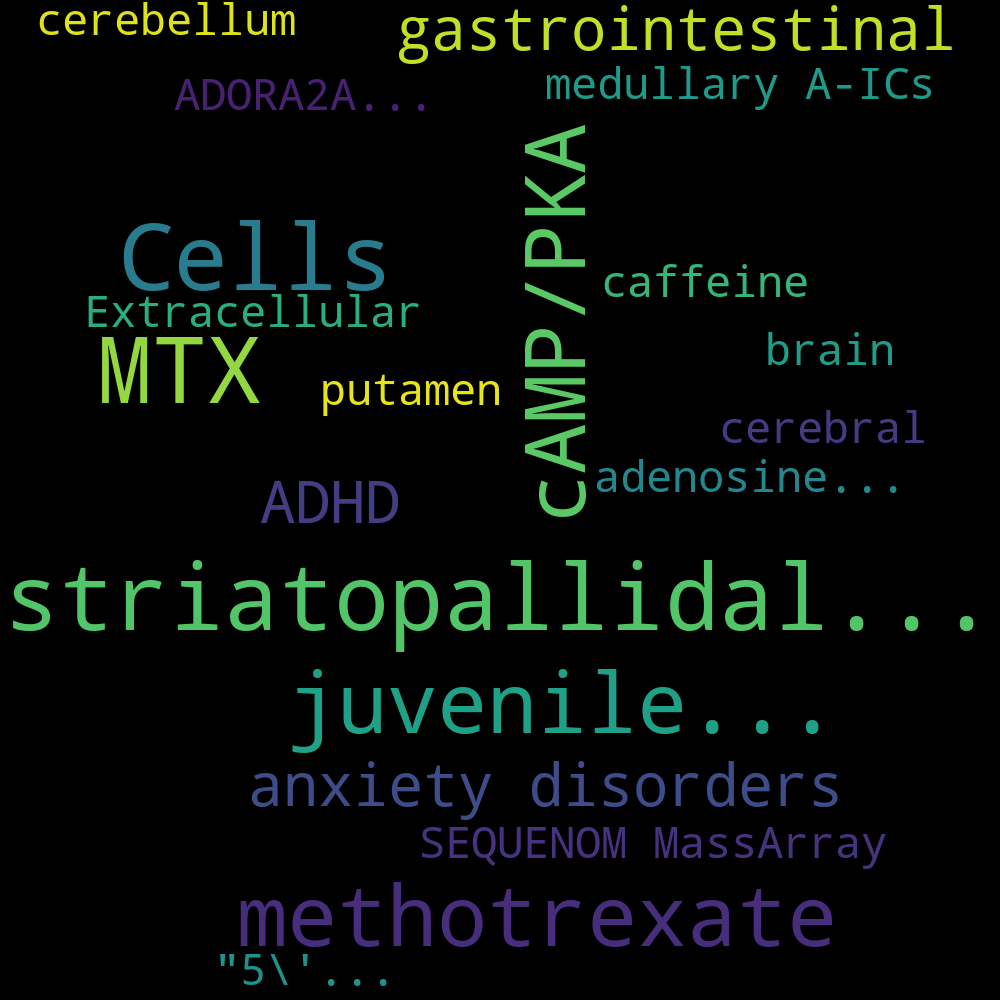 cerebellum
gastrointestinal
ADORA2A...
medullary A-ICs
cAMP/PKA
Cells
caffeine
Extracellular
MTX
brain
putamen
cerebral
adenosine...
ADHD
striatopallidal...
juvenile...
anxiety disorders
SEQUENOM MassArray
methotrexate
"5\'...